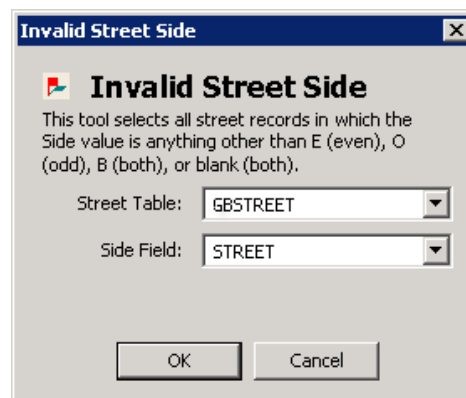 Invalid Street Side
Invalid Street Side
This tool selects all street records in which the
Side value is anything other than E (even), O
(odd), B (both), or blank (both).
Street Table: GBSTREET
Side Field: STREET
OK Cancel